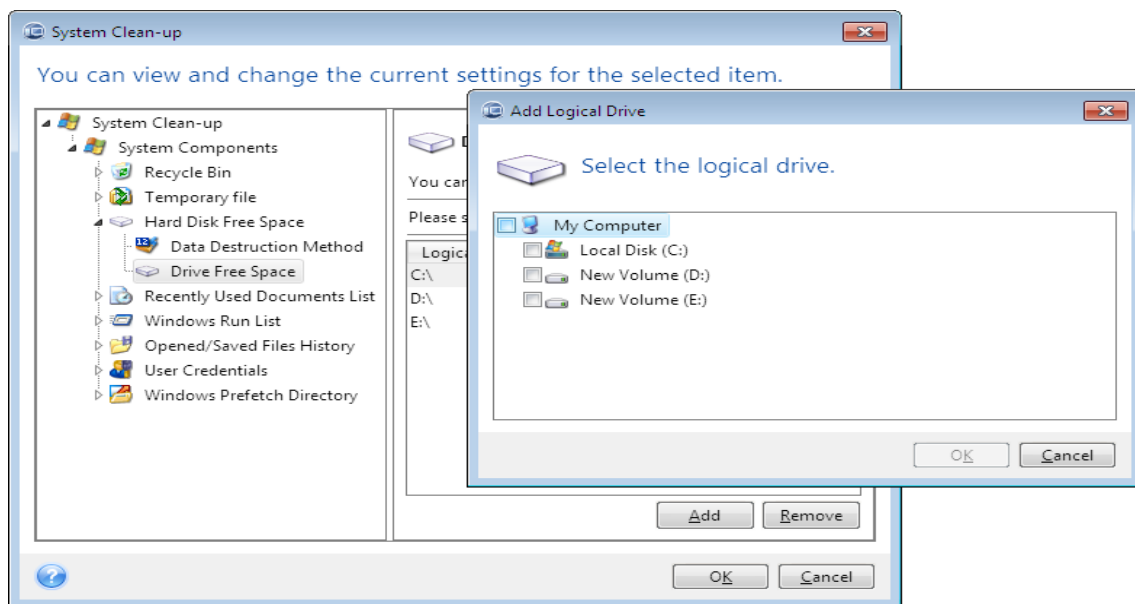 System Clean-up
You can view and change the current settings for the selected item.
System Clean-up
System Components
Recycle Bin
Temporary file
Hard Disk Free Space
Data Destruction Method
Drive Free Space
Recently Used Documents List
Windows Run List
Opened/Saved Files History
User Credentials
Windows Prefetch Directory
You can
Please s
Logica
C:\
D:\
E:\
Add
Remove
OK
Cancel
Add Logical Drive
Select the logical drive.
My Computer
Local Disk (C:)
New Volume (D:)
New Volume (E:)
OK
Cancel